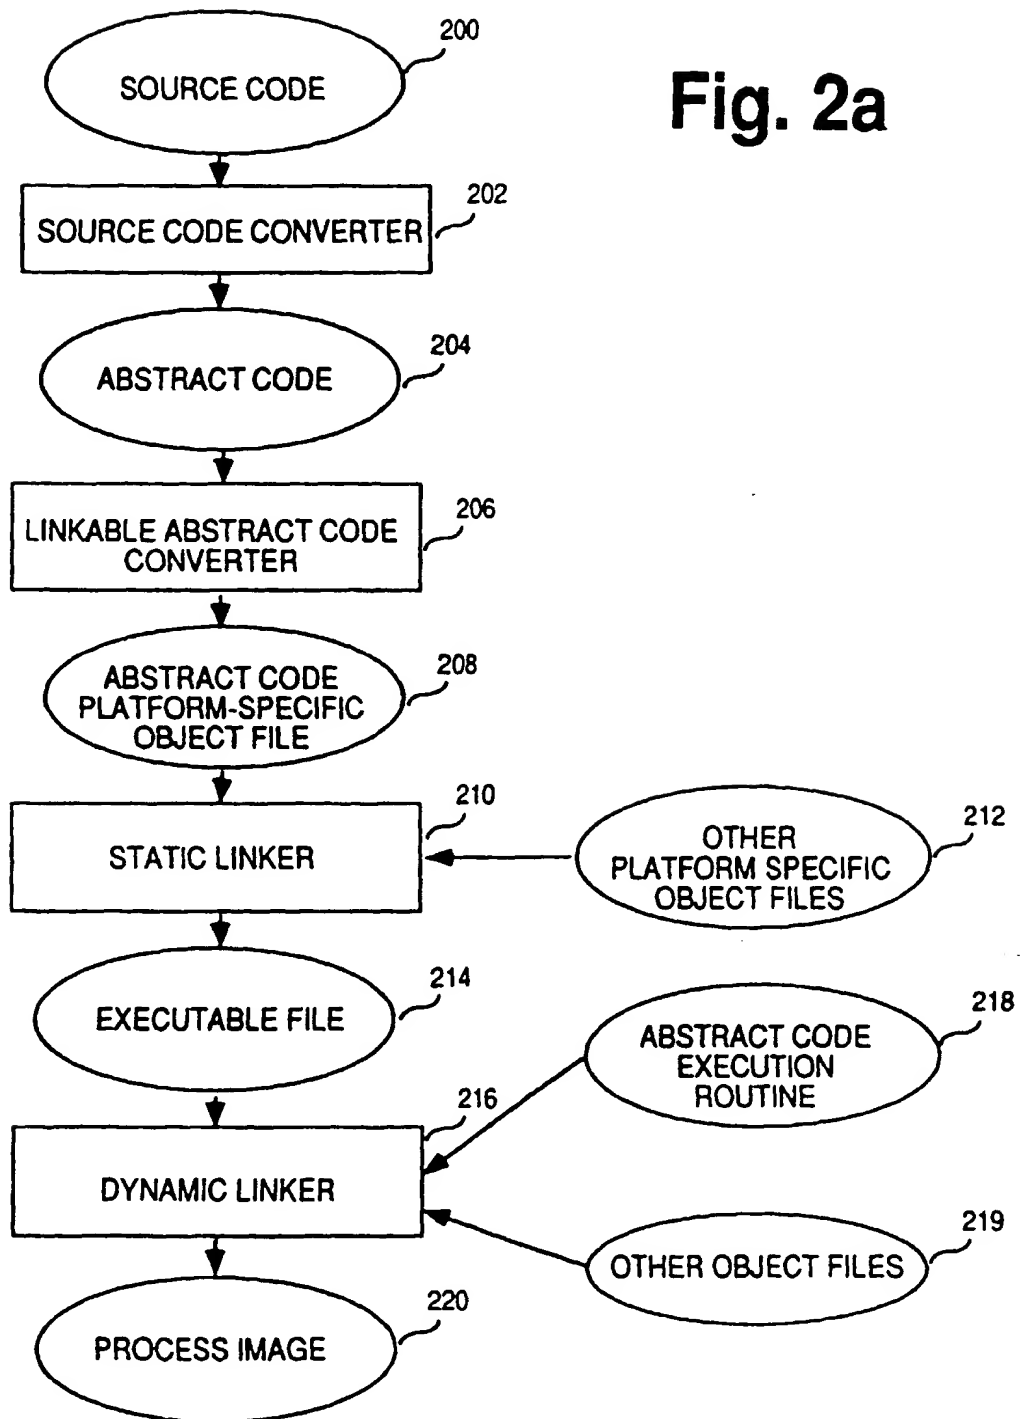 200
Fig. 2a
SOURCE CODE
202
SOURCE CODE CONVERTER
204
ABSTRACT CODE
206
LINKABLE ABSTRACT CODE
CONVERTER
208
ABSTRACT CODE
PLATFORM-SPECIFIC
OBJECT FILE
210
STATIC LINKER
212
OTHER
PLATFORM SPECIFIC
OBJECT FILES
214
EXECUTABLE FILE
218
ABSTRACT CODE
EXECUTION
ROUTINE
216
DYNAMIC LINKER
219
OTHER OBJECT FILES
220
PROCESS IMAGE